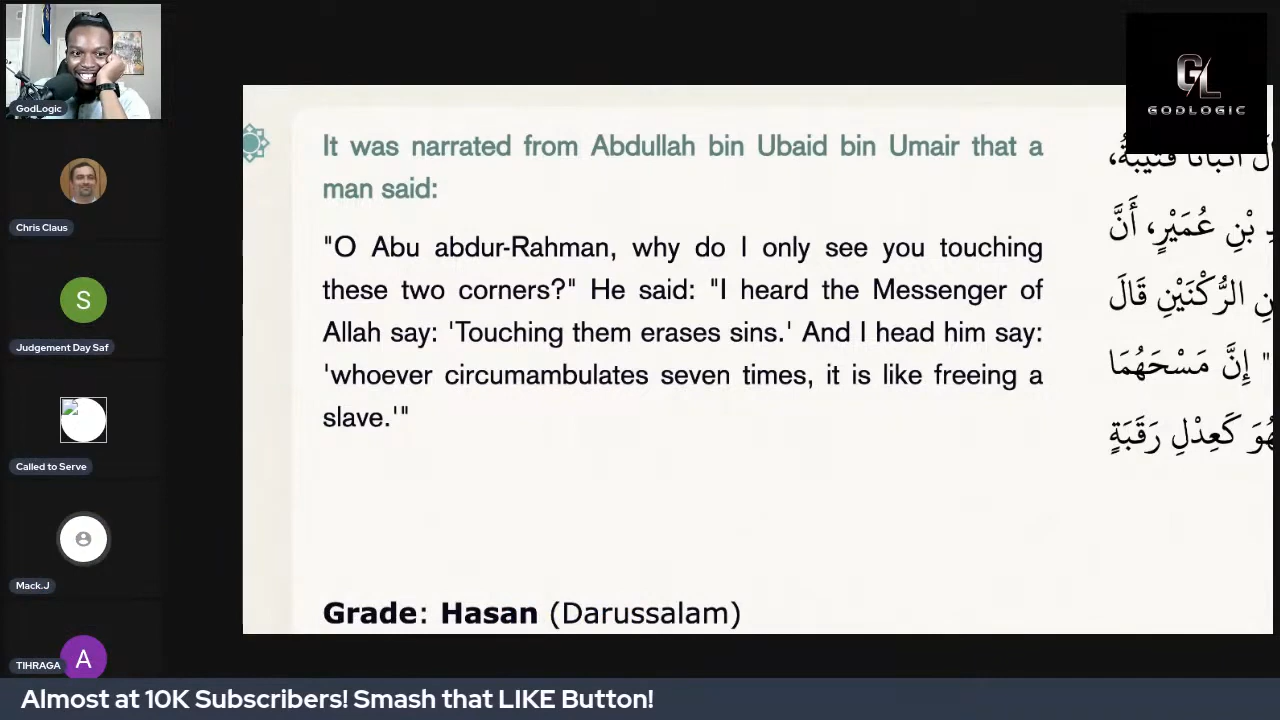 GodLogic
Chris Claus
S
Judgement Day Saf
Called to Serve
Mack.J
TIHRAGA
A
GL
GODLOGIC
It was narrated from Abdullah bin Ubaid bin Umair that a
man said:
"O Abu abdur-Rahman, why do I only see you touching
these two corners?" He said: "I heard the Messenger of
Allah say: 'Touching them erases sins.' And I head him say:
'whoever circumambulates seven times, it is like freeing a
slave.'"
Grade: Hasan (Darussalam)
بْنِ عُمَيْرٍ، أَنَّ
الرُّكْنَيْنِ قَالَ
" إِنَّ مَسْحَهُمَا
كَعِدْلِ رَقَبَةٍ
Almost at 10K Subscribers! Smash that LIKE Button!